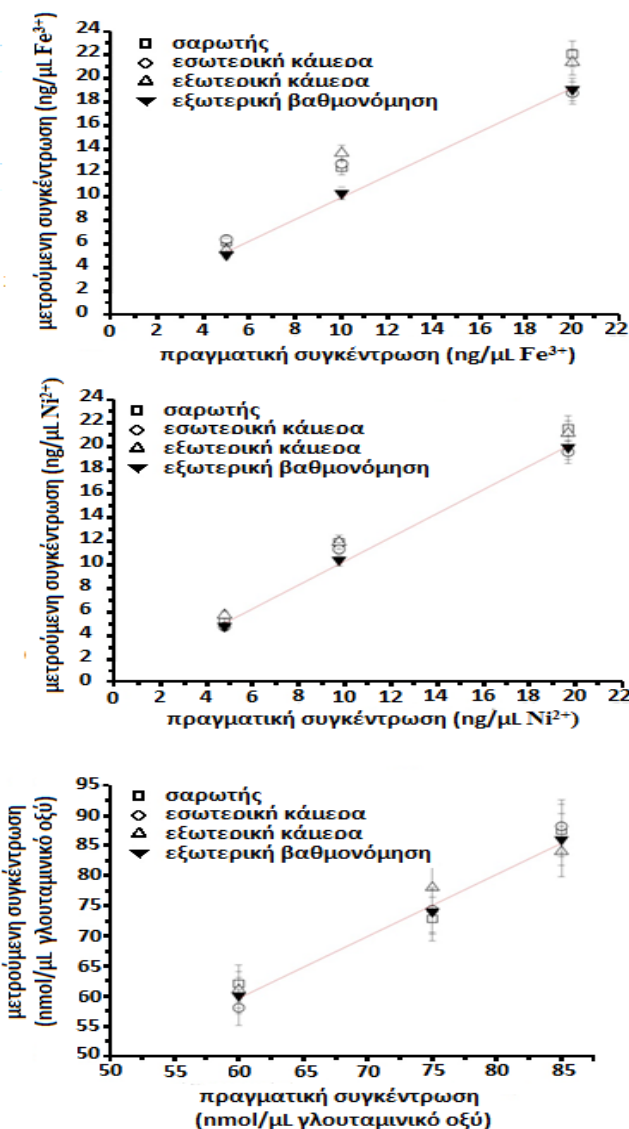 μετρούμενη συγκέντρωση (ng/μL Fe³⁺)
24
22
20
18
16
14
12
10
8
6
4
2
0
σαρωτής
εσωτερική κάμερα
εξωτερική κάμερα
εξωτερική βαθμονόμηση
0 2 4 6 8 10 12 14 16 18 20 22
πραγματική συγκέντρωση (ng/μL Fe³⁺)
μετρούμενη συγκέντρωση (ng/μL Ni²⁺)
24
22
20
18
16
14
12
10
8
6
4
2
0
σαρωτής
εσωτερική κάμερα
εξωτερική κάμερα
εξωτερική βαθμονόμηση
0 2 4 6 8 10 12 14 16 18 20 22
πραγματική συγκέντρωση (ng/μL Ni²⁺)
μετρούμενη συγκέντρωση
(nmol/μL γλουταμινικό οξύ)
95
90
85
80
75
70
65
60
55
50
σαρωτής
εσωτερική κάμερα
εξωτερική κάμερα
εξωτερική βαθμονόμηση
50 55 60 65 70 75 80 85
πραγματική συγκέντρωση
(nmol/μL γλουταμινικό οξύ)